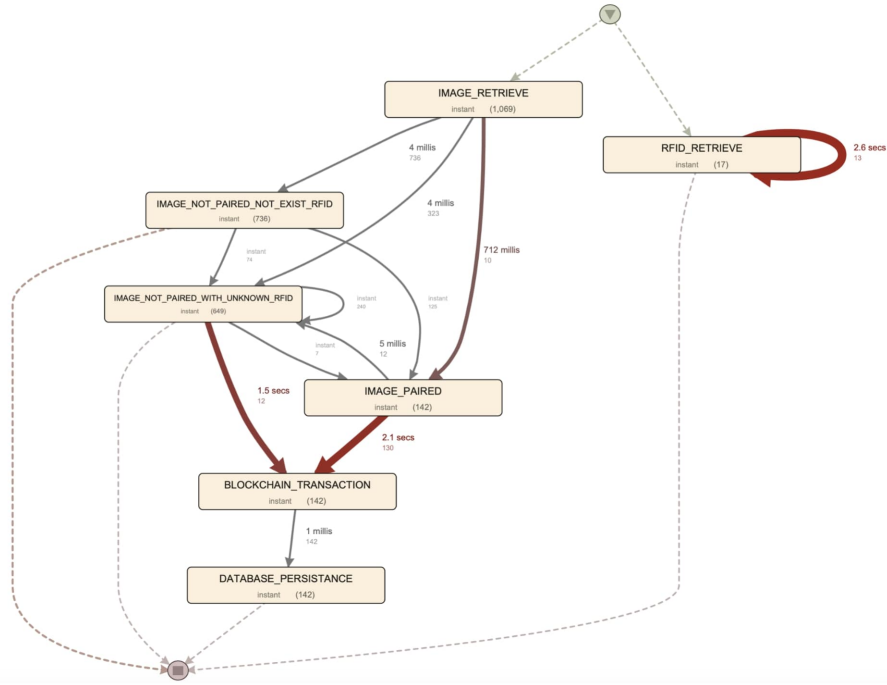 IMAGE_RETRIEVE
instant (1,069)
RFID_RETRIEVE
instant (17)
2.6 secs
13
4 millis
736
IMAGE_NOT_PAIRED_NOT_EXIST_RFID
instant (736)
4 millis
323
712 millis
10
instant
74
IMAGE_NOT_PAIRED_WITH_UNKNOWN_RFID
instant (649)
instant
instant
instant
7
5 millis
12
IMAGE_PAIRED
instant (142)
1.5 secs
12
2.1 secs
130
BLOCKCHAIN_TRANSACTION
instant (142)
1 millis
142
DATABASE_PERSISTANCE
instant (142)